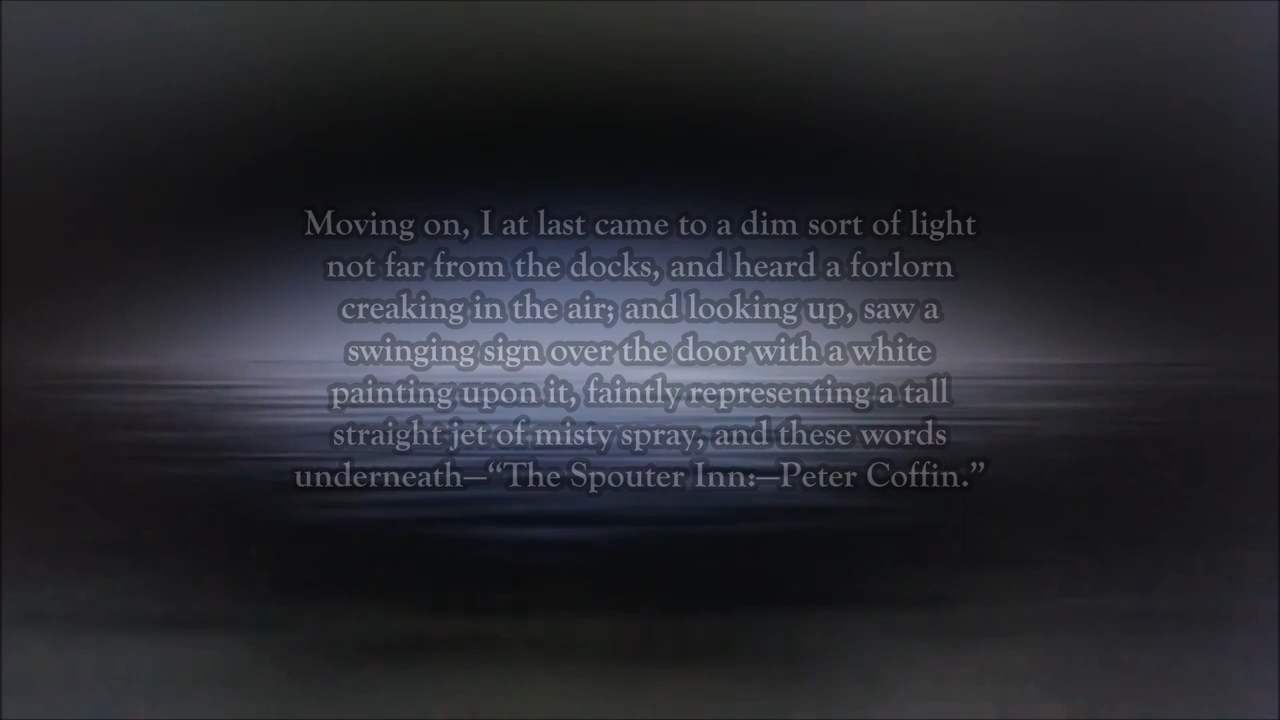 Moving on, I at last came to a dim sort of light
not far from the docks, and heard a forlorn
creaking in the air; and looking up, saw a
swinging sign over the door with a white
painting upon it, faintly representing a tall
straight jet of misty spray, and these words
underneath—“The Spouter Inn:—Peter Coffin.”